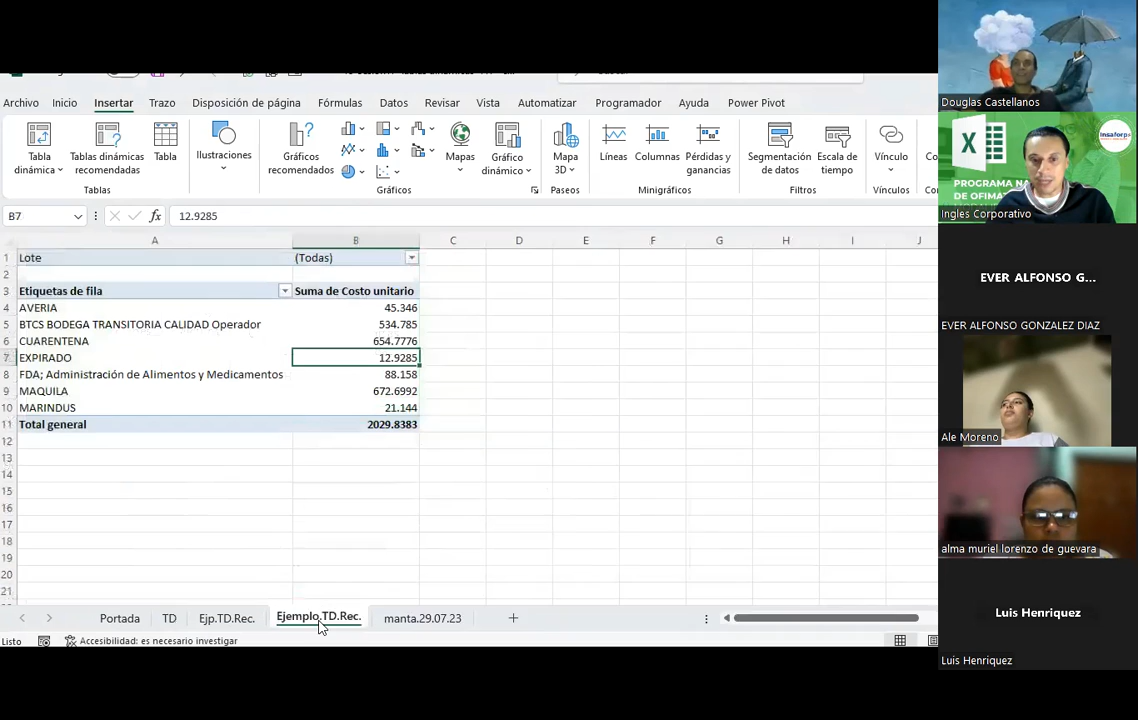 Archivo Inicio Insertar Trazo Disposición de página Fórmulas Datos Revisar Vista Automatizar Programador Ayuda Power Pivot
Tabla dinámica
Tablas dinámicas recomendadas
Tabla
Ilustraciones
Gráficos recomendados
Mapas
Gráfico dinámico
Mapa 3D
Líneas
Columnas
Pérdidas y ganancias
Segmentación de datos
Escala de tiempo
Vínculo
Tablas Gráficos Paseos Minigráficos Filtros Vínculos
B7 fx 12.9285
A B C D E F G H I J
1 Lote (Todas)
2
3 Etiquetas de fila Suma de Costo unitario
4 AVERIA 45.346
5 BTCS BODEGA TRANSITORIA CALIDAD Operador 534.785
6 CUARENTENA 654.7776
7 EXPIRADO 12.9285
8 FDA; Administración de Alimentos y Medicamentos 88.158
9 MAQUILA 672.6992
10 MARINDUS 21.144
11 Total general 2029.8383
12
13
14
15
16
17
18
19
20
21
Portada TD Ejp.TD.Rec. Ejemplo.TD.Rec. manta.29.07.23
Listo Accesibilidad: es necesario investigar
Douglas Castellanos
insaforp
PROGRAMA NA
DE OFIMÁT
Ingles Corporativo
EVER ALFONSO G...
EVER ALFONSO GONZALEZ DIAZ
Ale Moreno
alma muriel lorenzo de guevara
Luis Henriquez
Luis Henriquez